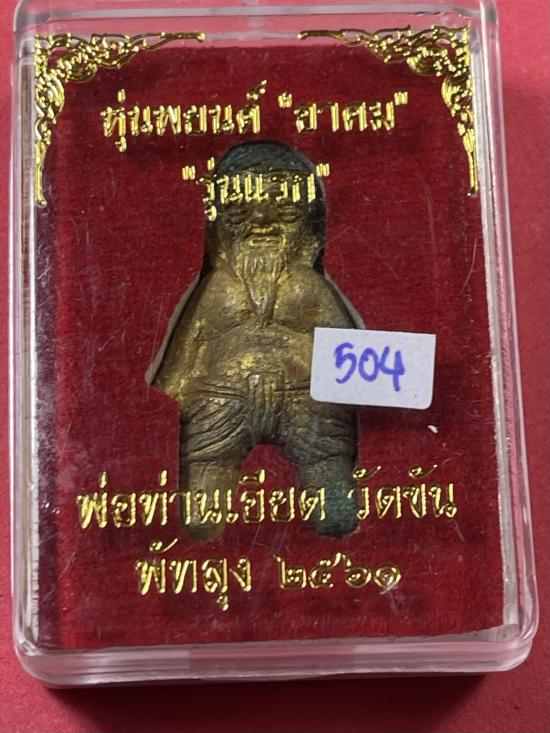 หุ่นพยนต์ "อาคม"
"รุ่นแรก"
504
พ่อท่านเอียด วัดขัน
พัทลุง ๒๕๖๑